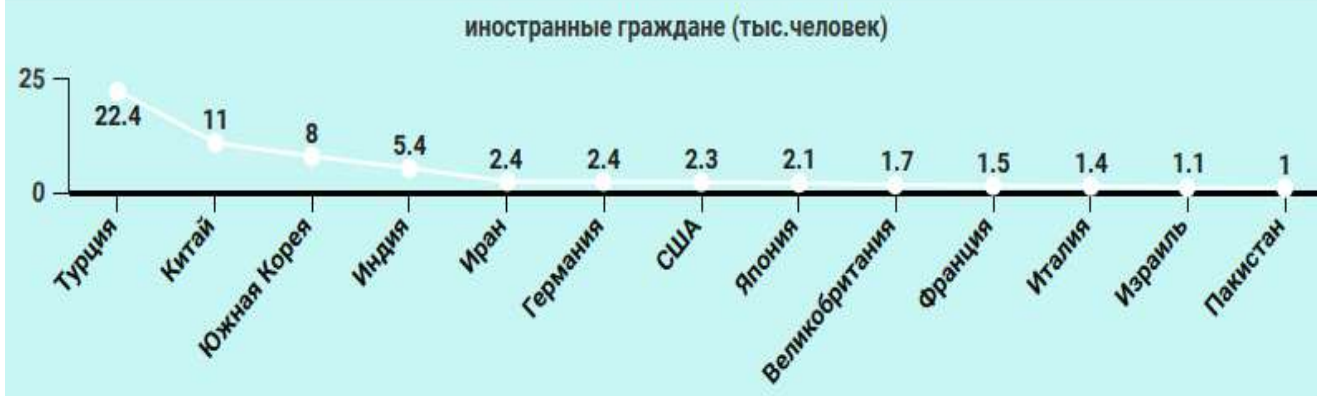 иностранные граждане (тыс.человек)
25
22.4
11
8
5.4
2.4
2.4
2.3
2.1
1.7
1.5
1.4
1.1
1
0
Турция
Китай
Южная Корея
Индия
Иран
Германия
США
Япония
Великобритания
Франция
Италия
Израиль
Пакистан